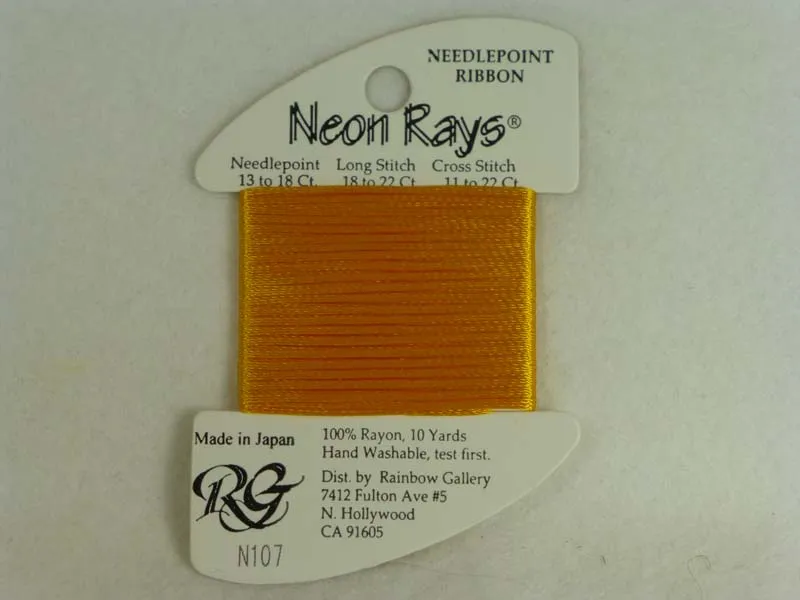 NEEDLEPOINT
RIBBON
Neon Rays®
Needlepoint Long Stitch Cross Stitch
13 to 18 Ct. 18 to 22 Ct. 11 to 22 Ct.
Made in Japan
100% Rayon, 10 Yards
Hand Washable, test first.
RG
Dist. by Rainbow Gallery
7412 Fulton Ave #5
N. Hollywood
CA 91605
N107